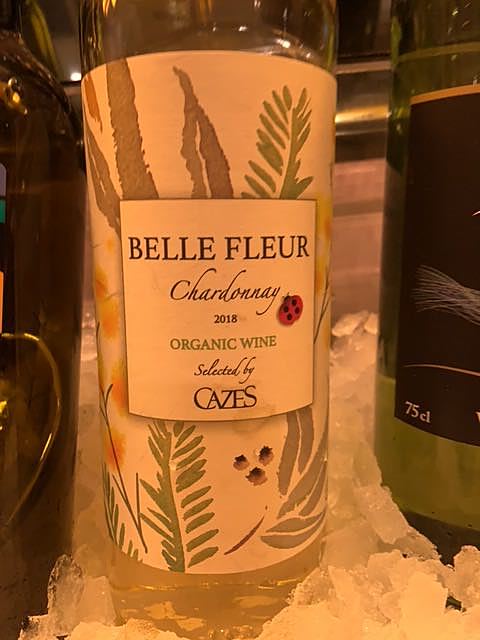 BELLE FLEUR
Chardonnay
2018
ORGANIC WINE
Selected by
CAZES
75 cl